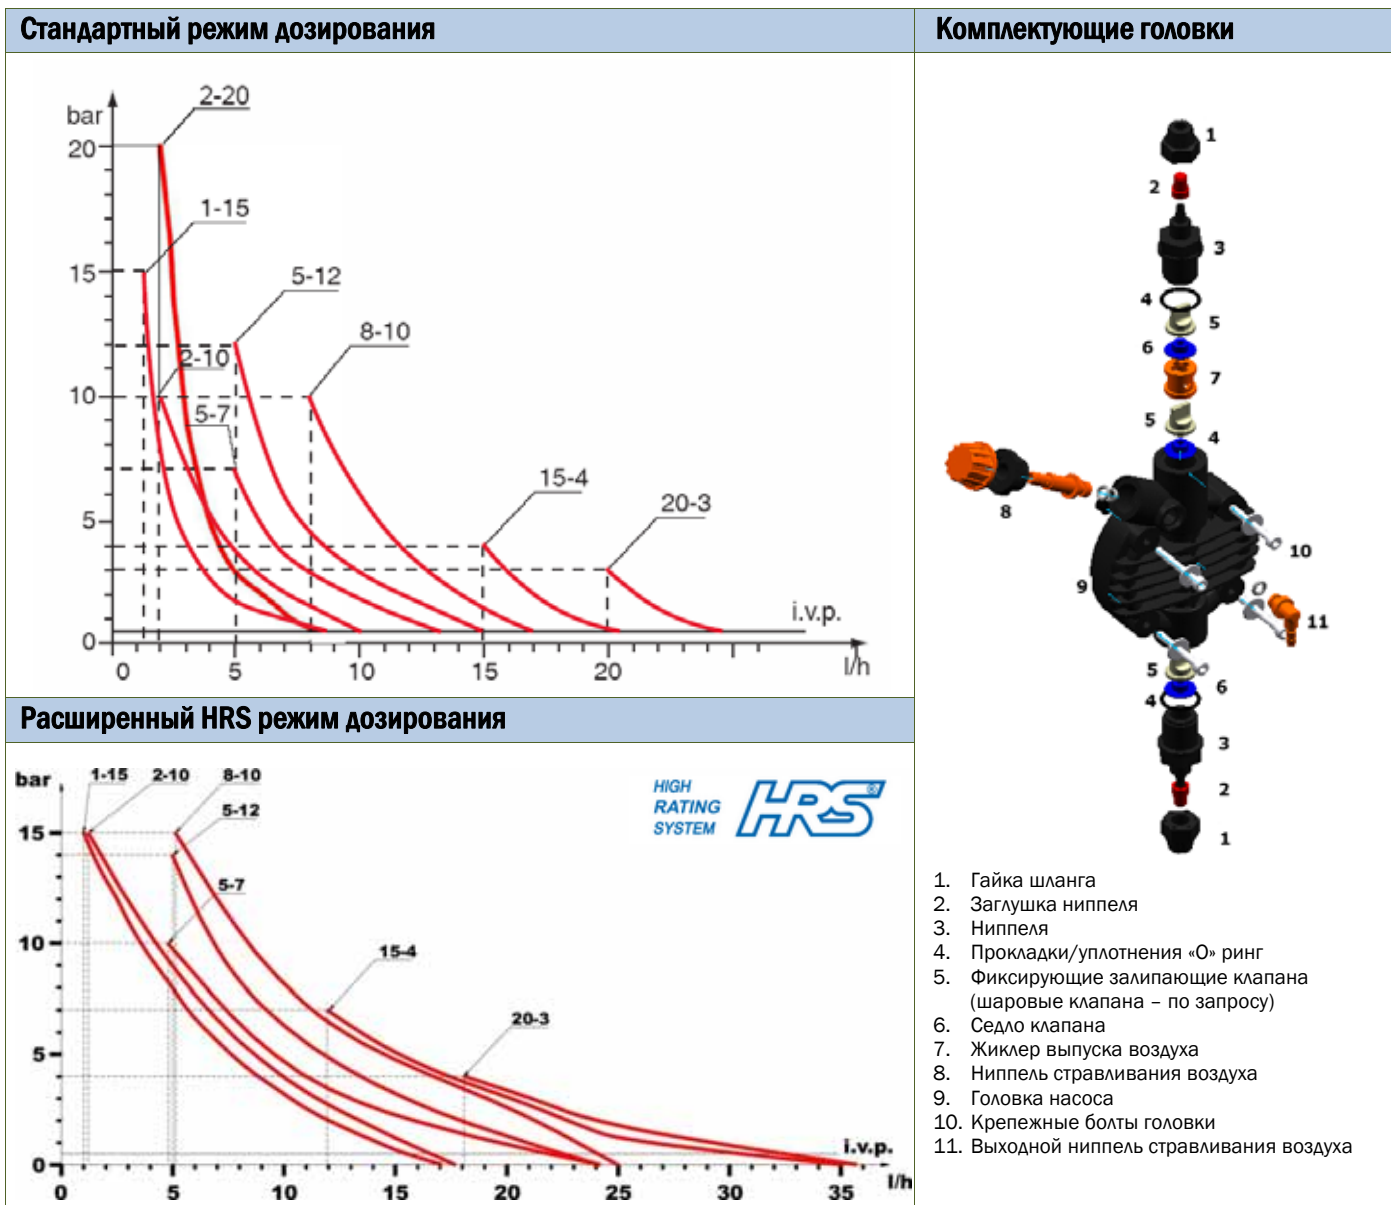 Стандартный режим дозирования
bar
20
15
10
5
0
2-20
1-15
5-12
8-10
2-10
5-7
15-4
20-3
i.v.p.
0 5 10 15 20 l/h
Расширенный HRS режим дозирования
bar
15
10
5
0
1-15 2-10 8-10
5-12
5-7
15-4
20-3
HIGH
RATING
SYSTEM
HRS®
i.v.p.
0 5 10 15 20 25 30 35 l/h
Комплектующие головки
1
2
3
4
5
6
7
5
4
8
10
9
11
5
6
4
3
2
1
1. Гайка шланга
2. Заглушка ниппеля
3. Ниппеля
4. Прокладки/уплотнения «О» ринг
5. Фиксирующие залипающие клапана
(шаровые клапана – по запросу)
6. Седло клапана
7. Жиклер выпуска воздуха
8. Ниппель стравливания воздуха
9. Головка насоса
10. Крепежные болты головки
11. Выходной ниппель стравливания воздуха